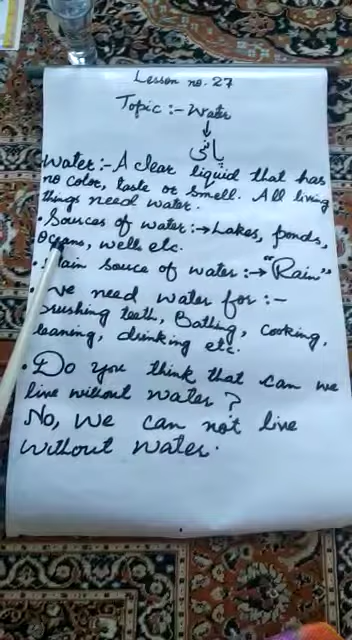 Lesson no. 27
Topic :- Water
پانی
Water :- A clear liquid that has
no color, taste or smell. All living
things need water.
• Sources of water :→ Lakes, ponds,
Oceans, wells etc.
• Main source of water :→ "Rain"
• We need water for :-
brushing teeth, Bathing, Cooking,
cleaning, drinking etc.
• Do you think that can we
live without water ?
No, We can not live
without water.